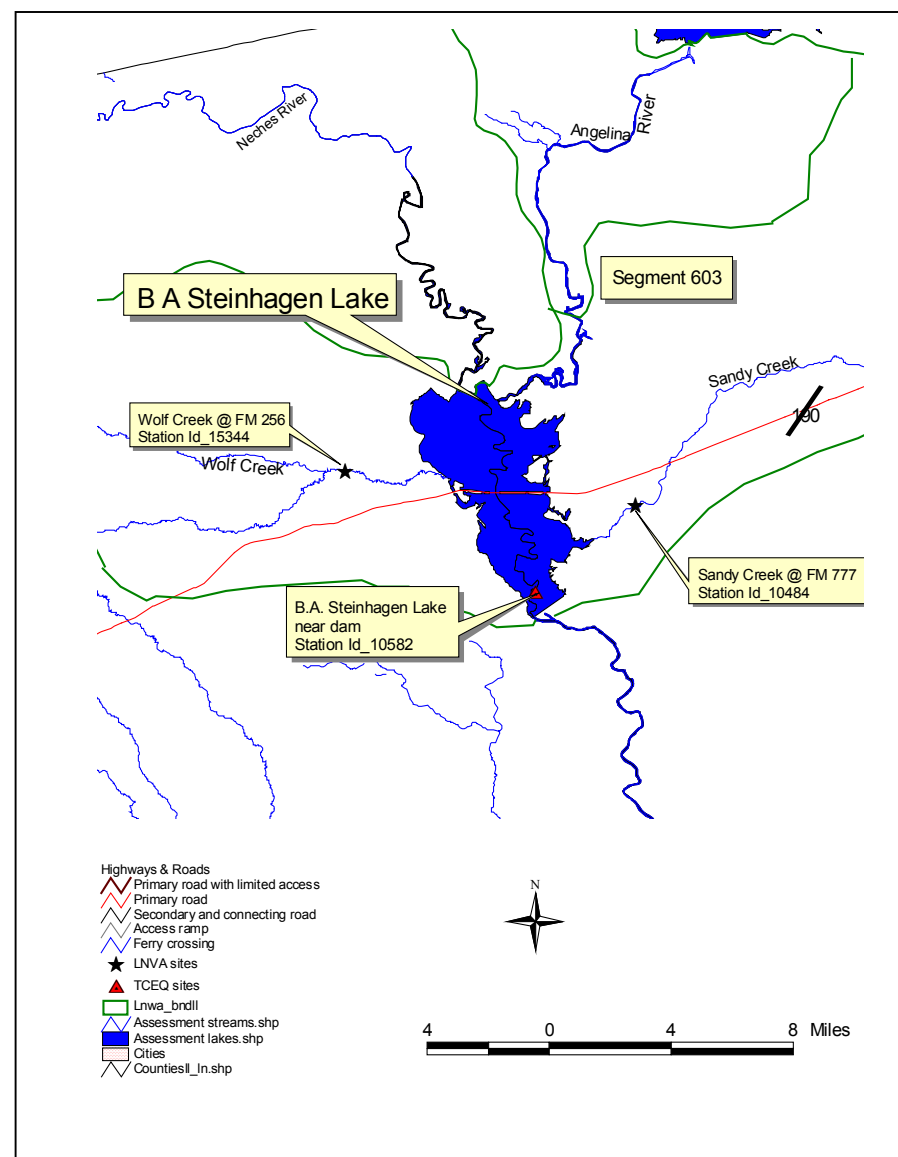 Neches River
Angelina River
B A Steinhagen Lake
Segment 603
Sandy Creek
190
Wolf Creek @ FM 256
Station Id_15344
Wolf Creek
Sandy Creek @ FM 777
Station Id_10484
B.A. Steinhagen Lake
near dam
Station Id_10582
Highways & Roads
Primary road with limited access
Primary road
Secondary and connecting road
Access ramp
Ferry crossing
LNVA sites
TCEQ sites
Lnwa_bndll
Assessment streams.shp
Assessment lakes.shp
Cities
Countiesll_ln.shp
N
4 0 4 8 Miles